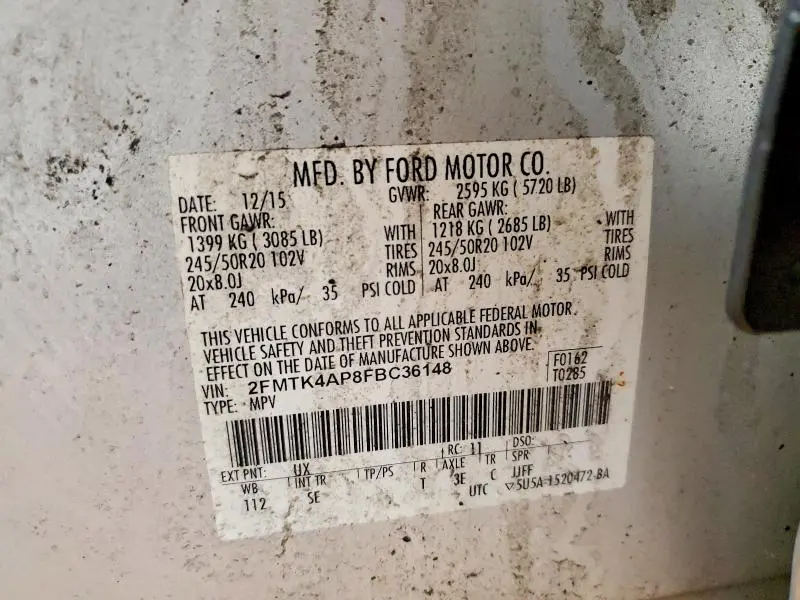 MFD. BY FORD MOTOR CO.
DATE: 12/15 GVWR: 2595 KG ( 5720 LB)
FRONT GAWR: REAR GAWR:
1399 KG ( 3085 LB) WITH 1218 KG ( 2685 LB) WITH
245/50R20 102V TIRES 245/50R20 102V TIRES
20x8.0J RIMS 20x8.0J RIMS
AT 240 kPa/ 35 PSI COLD AT 240 kPa/ 35 PSI COLD
THIS VEHICLE CONFORMS TO ALL APPLICABLE FEDERAL MOTOR
VEHICLE SAFETY AND THEFT PREVENTION STANDARDS IN
EFFECT ON THE DATE OF MANUFACTURE SHOWN ABOVE.
VIN: 2FMTK4AP8FBC36148 F0162
TYPE: MPV T0285
EXT PNT: UX RC: 11 DSO:
WB INT TR TP/PS R AXLE TR SPR
112 SE T 3E C JJFF
UTC ▽5U5A-1520472-BA